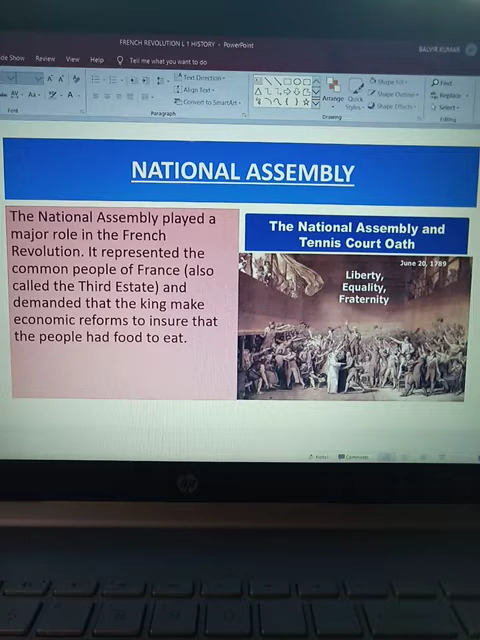 FRENCH REVOLUTION L 1 HISTORY - PowerPoint
BALVIR KUMAR
de Show Review View Help Tell me what you want to do
Text Direction
Align Text
Convert to SmartArt
Arrange Quick
Styles
Shape Fill
Shape Outline
Shape Effects
Find
Replace
Select
Font
Paragraph
Drawing
Editing
NATIONAL ASSEMBLY
The National Assembly played a
major role in the French
Revolution. It represented the
common people of France (also
called the Third Estate) and
demanded that the king make
economic reforms to insure that
the people had food to eat.
The National Assembly and
Tennis Court Oath
June 20, 1789
Liberty,
Equality,
Fraternity
Notes Comments
hp